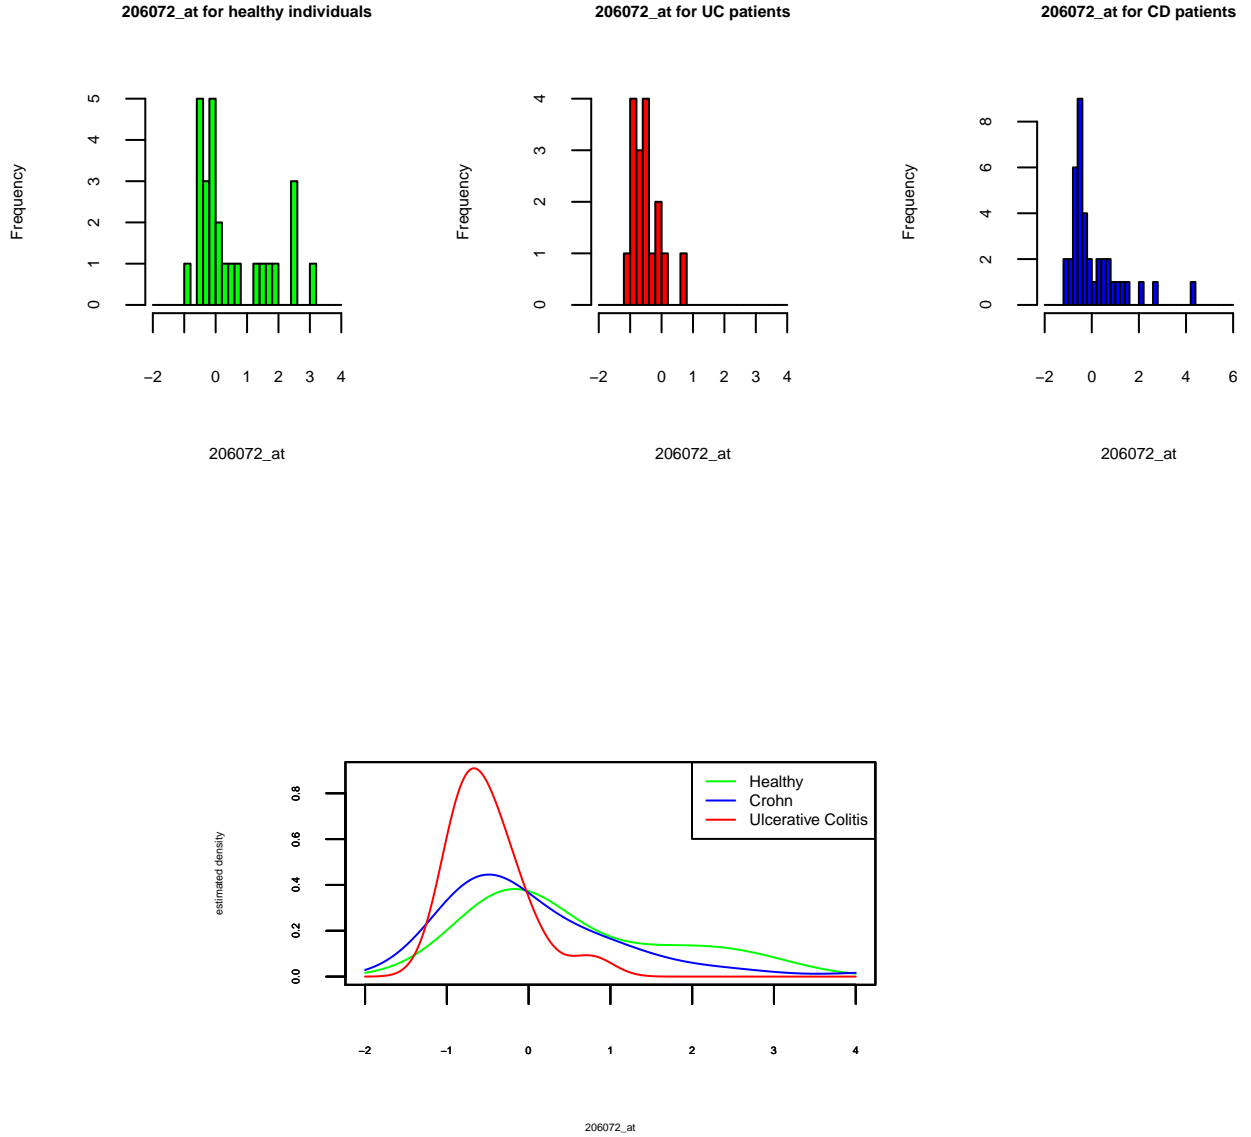 206072_at for healthy individuals
Frequency
5
4
3
2
1
0
−2 0 1 2 3 4
206072_at
206072_at for UC patients
Frequency
4
3
2
1
0
−2 0 1 2 3 4
206072_at
206072_at for CD patients
Frequency
8
6
4
2
0
−2 0 2 4 6
206072_at
estimated density
0.8
0.6
0.4
0.2
0.0
Healthy
Crohn
Ulcerative Colitis
−2 −1 0 1 2 3 4
206072_at